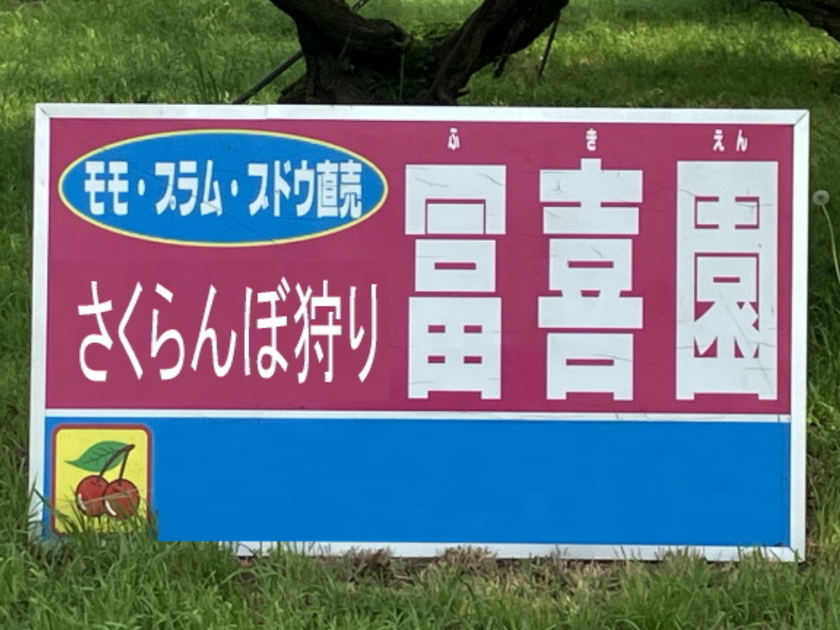 モモ・プラム・ブドウ直売
さくらんぼ狩り
ふ き えん
冨喜園